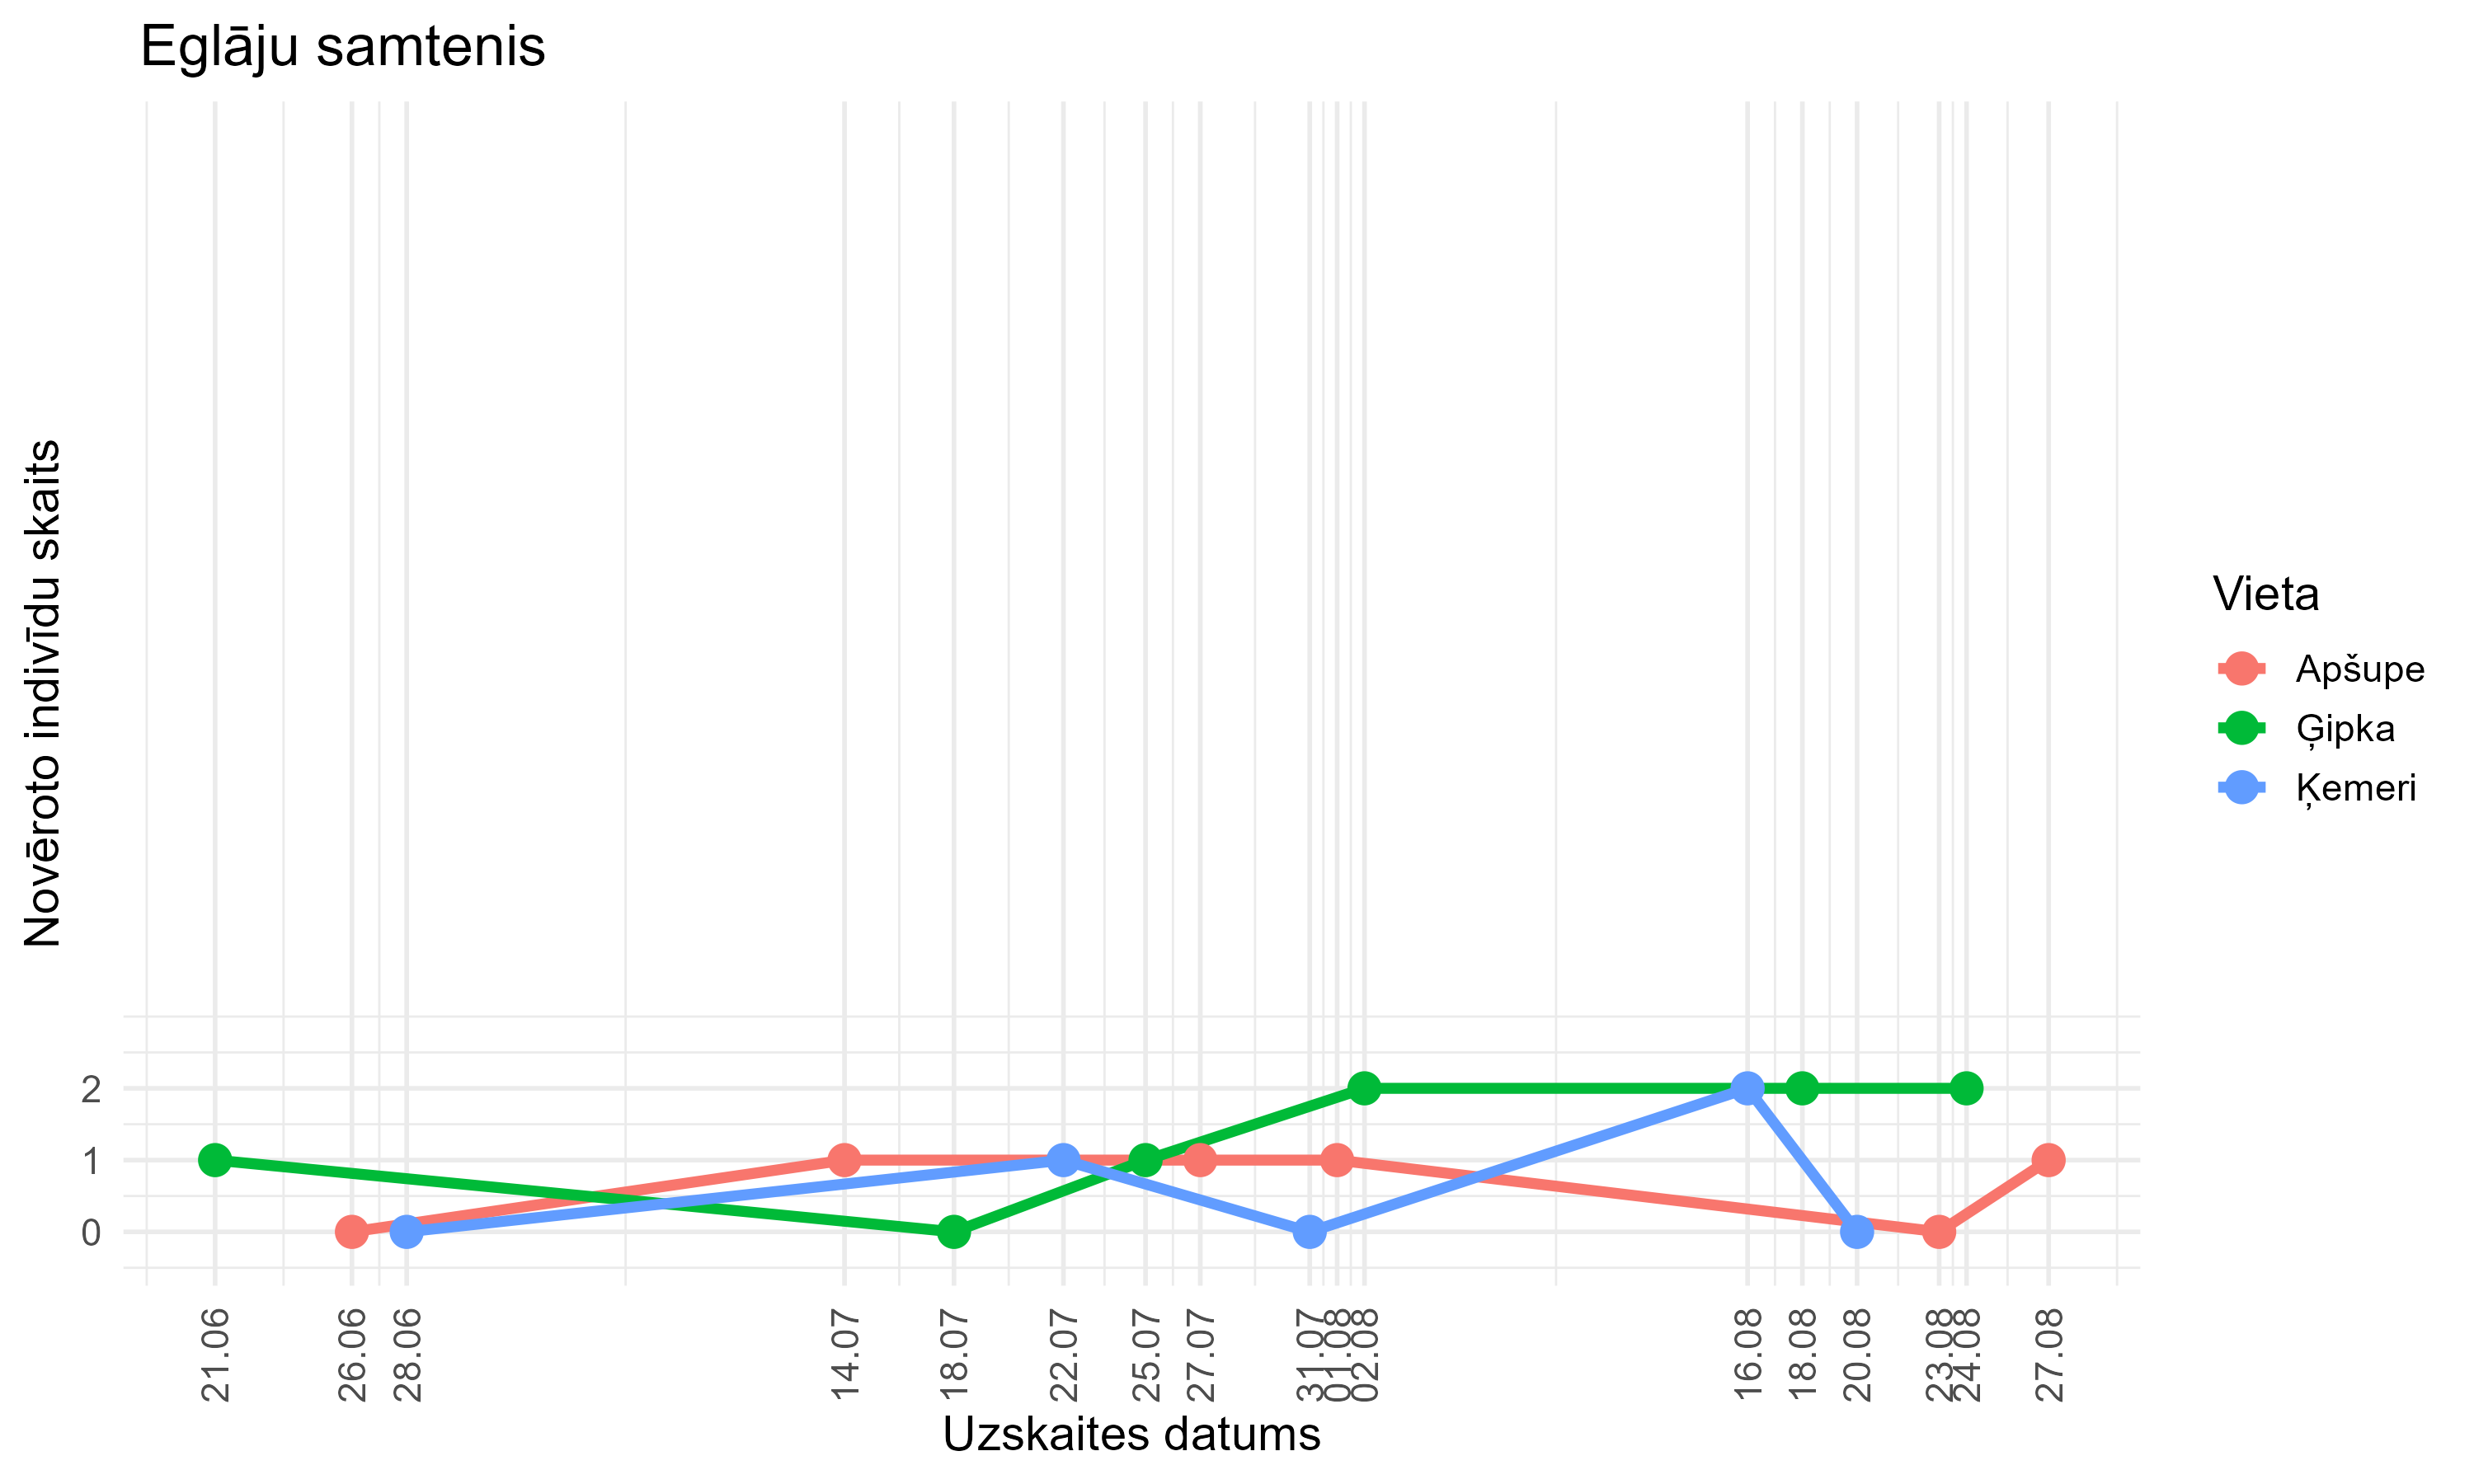 Eglāju samtenis
Novēroto indivīdu skaits
2
1
0
21.06
26.06
28.06
14.07
18.07
22.07
25.07
27.07
31.07
01.08
02.08
16.08
18.08
20.08
23.08
24.08
27.08
Uzskaites datums
Vieta
Apšupe
Ģipka
Ķemeri